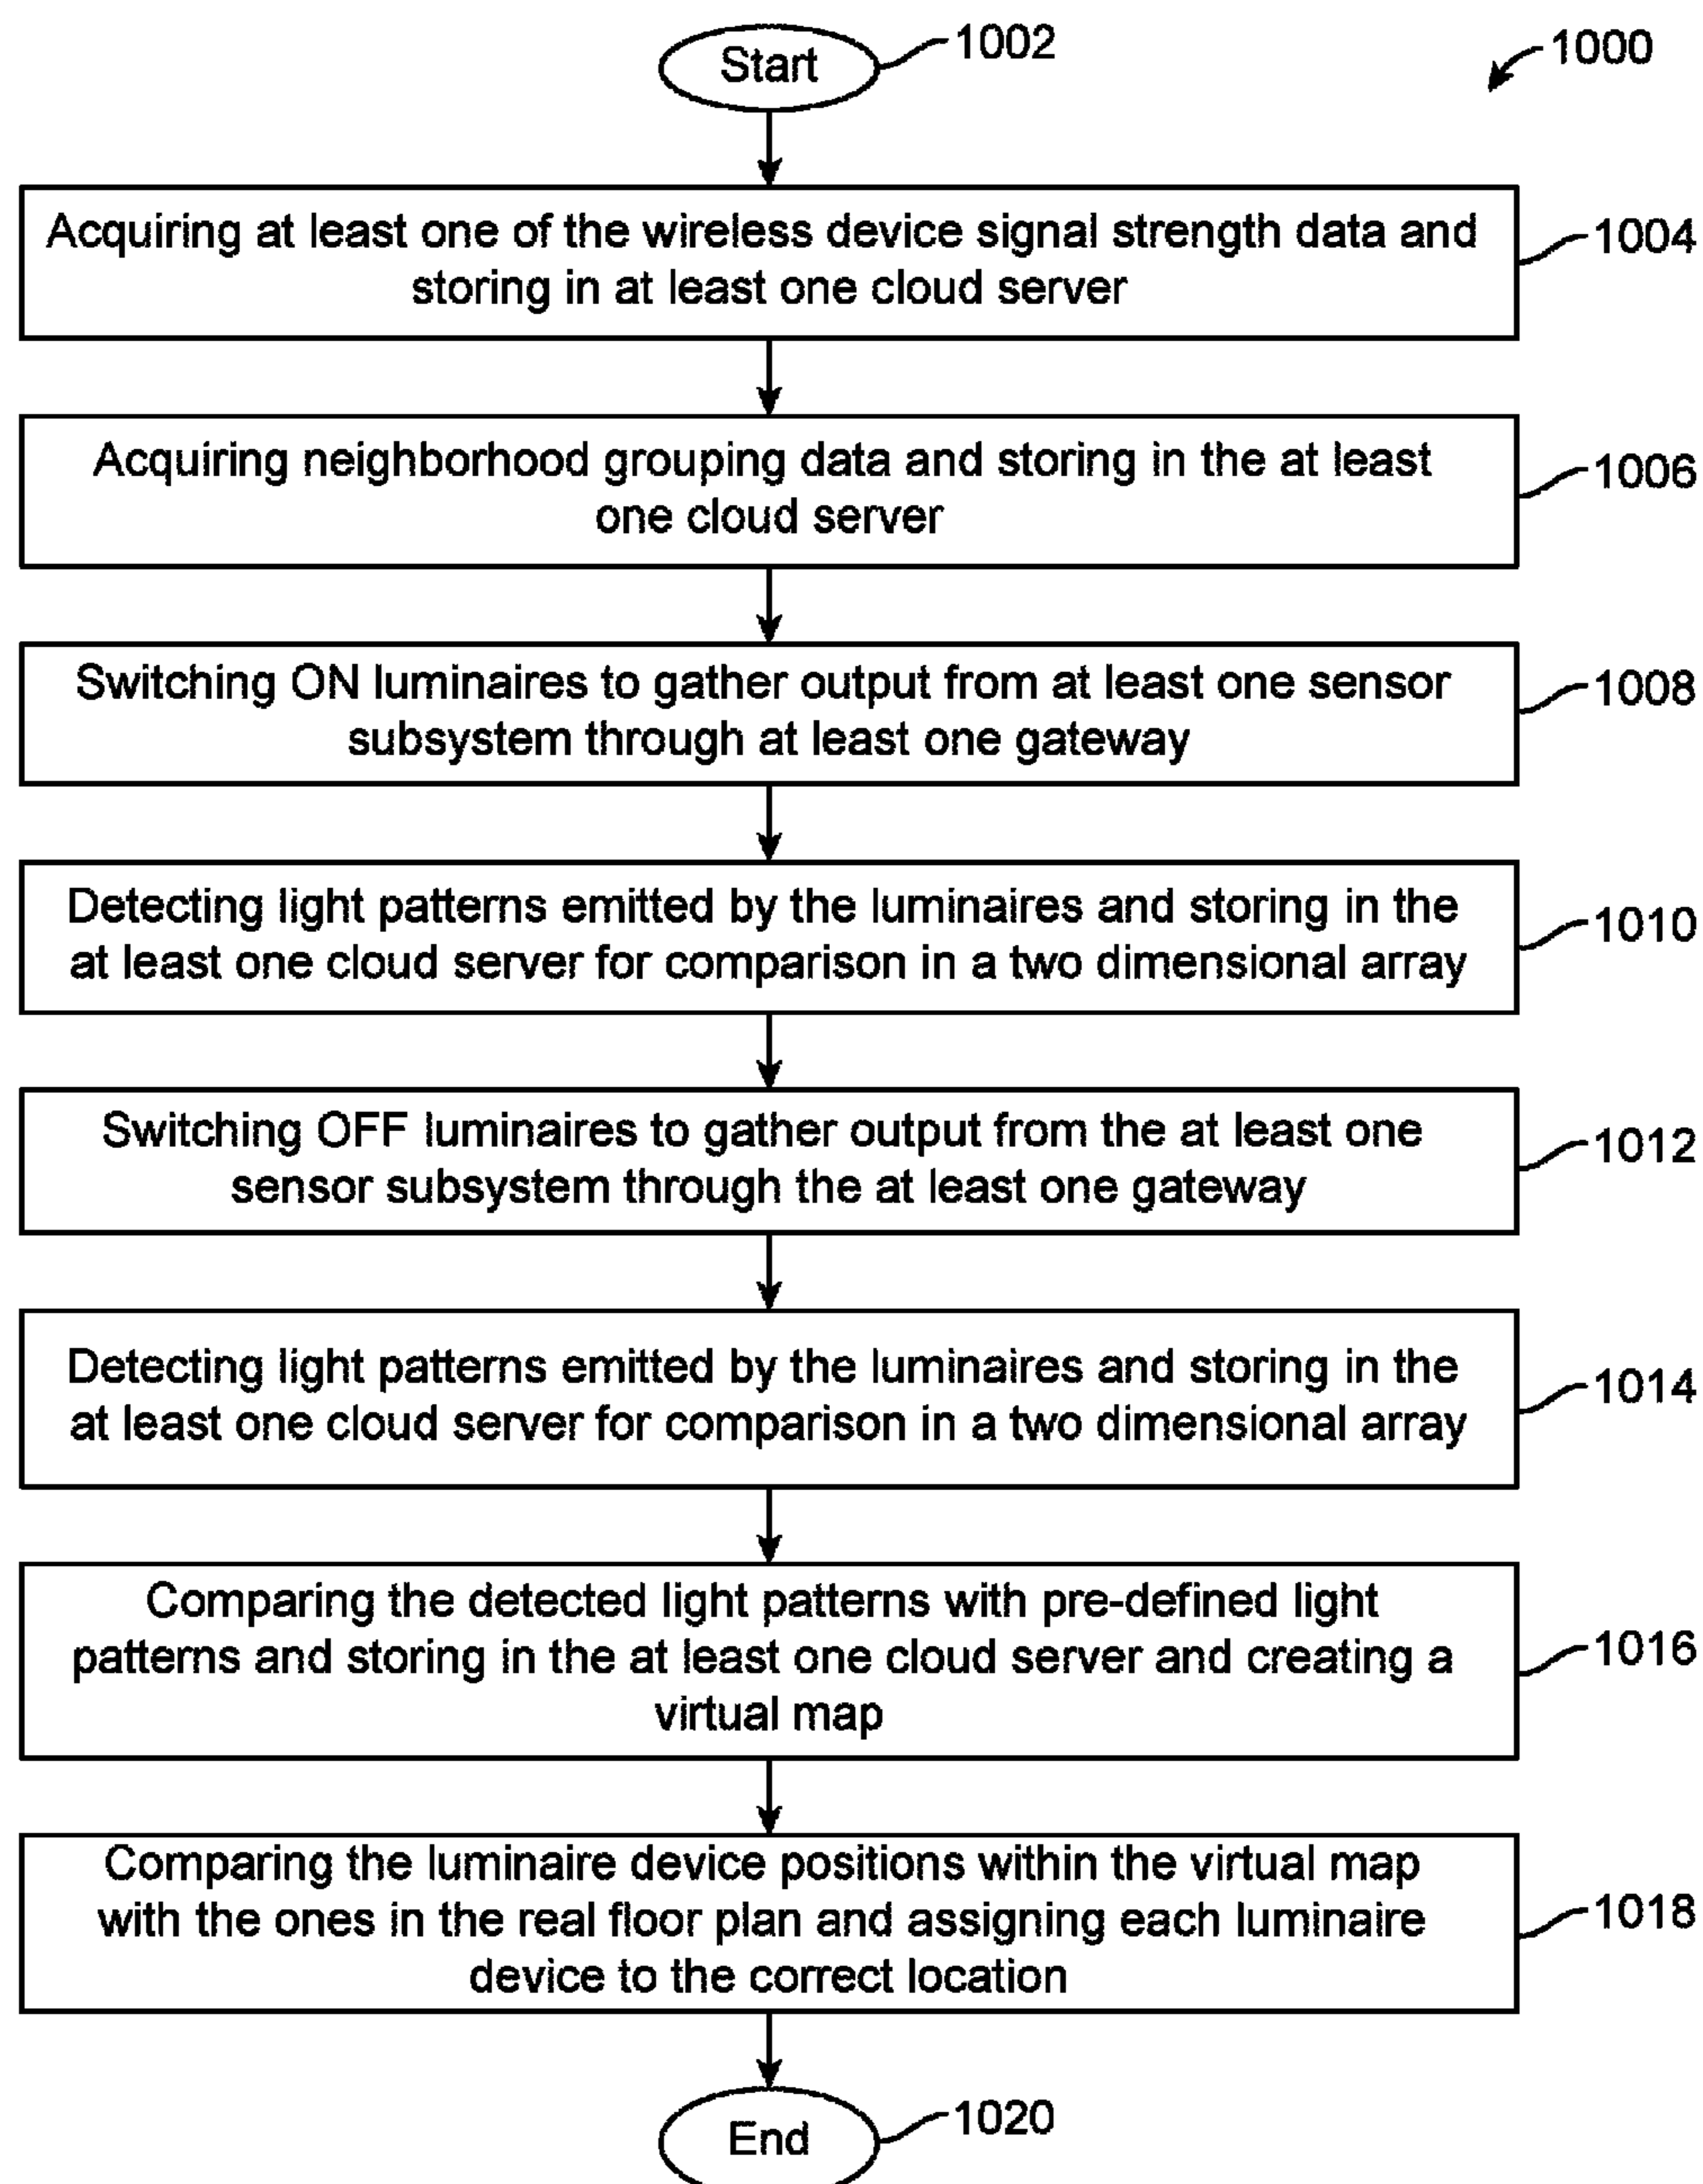 Start
1002
1000
Acquiring at least one of the wireless device signal strength data and
storing in at least one cloud server
1004
Acquiring neighborhood grouping data and storing in the at least
one cloud server
1006
Switching ON luminaires to gather output from at least one sensor
subsystem through at least one gateway
1008
Detecting light patterns emitted by the luminaires and storing in the
at least one cloud server for comparison in a two dimensional array
1010
Switching OFF luminaires to gather output from the at least one
sensor subsystem through the at least one gateway
1012
Detecting light patterns emitted by the luminaires and storing in the
at least one cloud server for comparison in a two dimensional array
1014
Comparing the detected light patterns with pre-defined light
patterns and storing in the at least one cloud server and creating a
virtual map
1016
Comparing the luminaire device positions within the virtual map
with the ones in the real floor plan and assigning each luminaire
device to the correct location
1018
End
1020